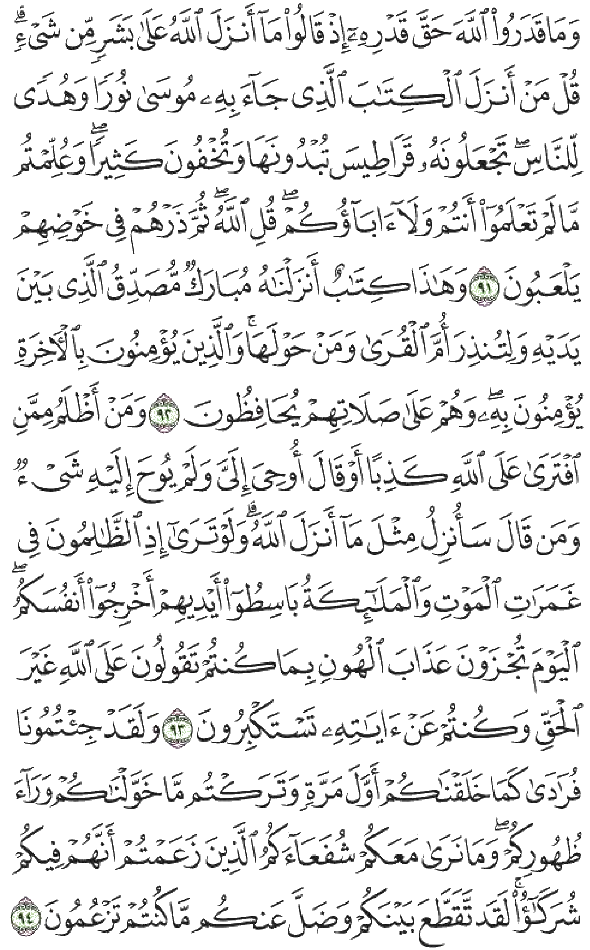 وَمَا قَدَرُوا۟ ٱللَّهَ حَقَّ قَدْرِهِۦٓ إِذْ قَالُوا۟ مَآ أَنزَلَ ٱللَّهُ عَلَىٰ بَشَرٍ مِّن شَىْءٍ ۗ
قُلْ مَنْ أَنزَلَ ٱلْكِتَٰبَ ٱلَّذِى جَآءَ بِهِۦ مُوسَىٰ نُورًا وَهُدًى
لِّلنَّاسِ ۖ تَجْعَلُونَهُۥ قَرَاطِيسَ تُبْدُونَهَا وَتُخْفُونَ كَثِيرًا ۖ وَعُلِّمْتُم
مَّا لَمْ تَعْلَمُوٓا۟ أَنتُمْ وَلَآ ءَابَآؤُكُمْ ۖ قُلِ ٱللَّهُ ۖ ثُمَّ ذَرْهُمْ فِى خَوْضِهِمْ
يَلْعَبُونَ ٩١ وَهَٰذَا كِتَٰبٌ أَنزَلْنَٰهُ مُبَارَكٌ مُّصَدِّقُ ٱلَّذِى بَيْنَ
يَدَيْهِ وَلِتُنذِرَ أُمَّ ٱلْقُرَىٰ وَمَنْ حَوْلَهَا ۚ وَٱلَّذِينَ يُؤْمِنُونَ بِٱلْءَاخِرَةِ
يُؤْمِنُونَ بِهِۦ ۖ وَهُمْ عَلَىٰ صَلَاتِهِمْ يُحَافِظُونَ ٩٢ وَمَنْ أَظْلَمُ مِمَّنِ
ٱفْتَرَىٰ عَلَى ٱللَّهِ كَذِبًا أَوْ قَالَ أُوحِىَ إِلَىَّ وَلَمْ يُوحَ إِلَيْهِ شَىْءٌ
وَمَن قَالَ سَأُنزِلُ مِثْلَ مَآ أَنزَلَ ٱللَّهُ ۗ وَلَوْ تَرَىٰٓ إِذِ ٱلظَّٰلِمُونَ فِى
غَمَرَٰتِ ٱلْمَوْتِ وَٱلْمَلَٰٓئِكَةُ بَاسِطُوٓا۟ أَيْدِيهِمْ أَخْرِجُوٓا۟ أَنفُسَكُمُ ۖ
ٱلْيَوْمَ تُجْزَوْنَ عَذَابَ ٱلْهُونِ بِمَا كُنتُمْ تَقُولُونَ عَلَى ٱللَّهِ غَيْرَ
ٱلْحَقِّ وَكُنتُمْ عَنْ ءَايَٰتِهِۦ تَسْتَكْبِرُونَ ٩٣ وَلَقَدْ جِئْتُمُونَا
فُرَٰدَىٰ كَمَا خَلَقْنَٰكُمْ أَوَّلَ مَرَّةٍ وَتَرَكْتُم مَّا خَوَّلْنَٰكُمْ وَرَآءَ
ظُهُورِكُمْ ۖ وَمَا نَرَىٰ مَعَكُمْ شُفَعَآءَكُمُ ٱلَّذِينَ زَعَمْتُمْ أَنَّهُمْ فِيكُمْ
شُرَكَٰٓؤُا۟ ۚ لَقَد تَّقَطَّعَ بَيْنَكُمْ وَضَلَّ عَنكُم مَّا كُنتُمْ تَزْعُمُونَ ٩٤